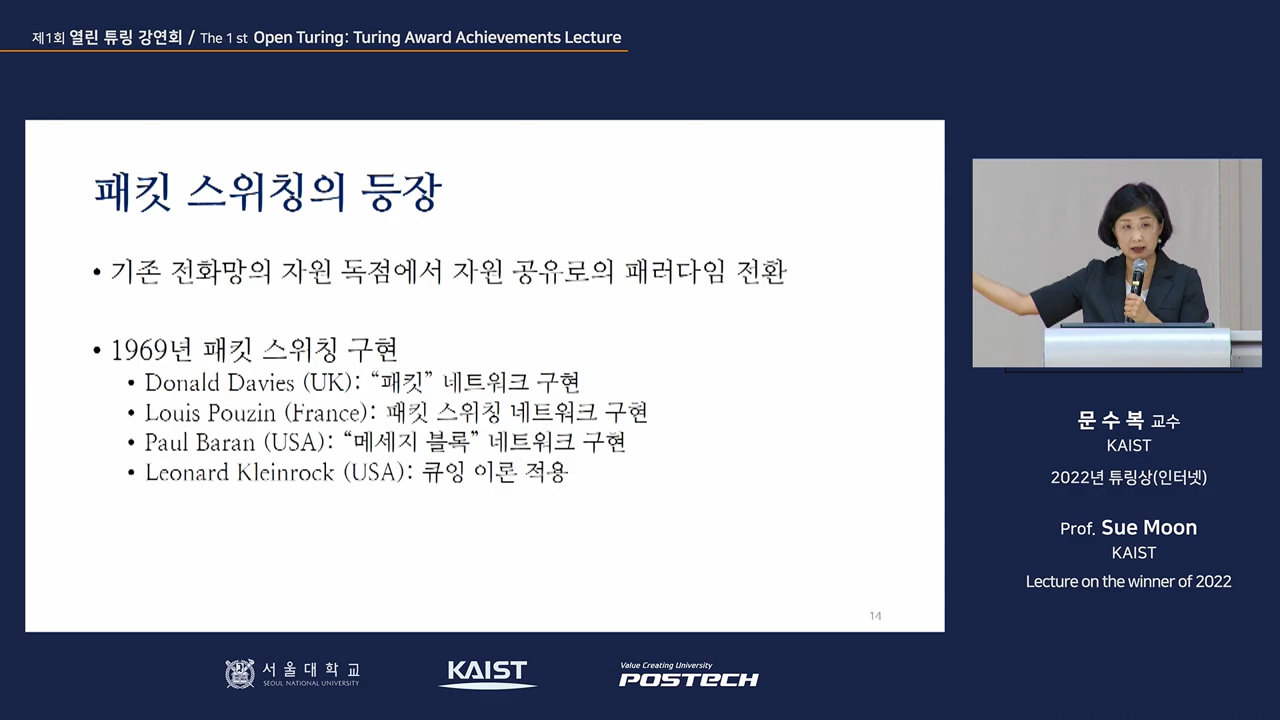 제1회 열린 튜링 강연회 / The 1 st Open Turing: Turing Award Achievements Lecture
패킷 스위칭의 등장
• 기존 전화망의 자원 독점에서 자원 공유로의 패러다임 전환
• 1969년 패킷 스위칭 구현
• Donald Davies (UK): “패킷” 네트워크 구현
• Louis Pouzin (France): 패킷 스위칭 네트워크 구현
• Paul Baran (USA): “메세지 블록” 네트워크 구현
• Leonard Kleinrock (USA): 큐잉 이론 적용
14
문수복 교수
KAIST
2022년 튜링상(인터넷)
Prof. Sue Moon
KAIST
Lecture on the winner of 2022
서울대학교
SEOUL NATIONAL UNIVERSITY
KAIST
Value Creating University
POSTECH